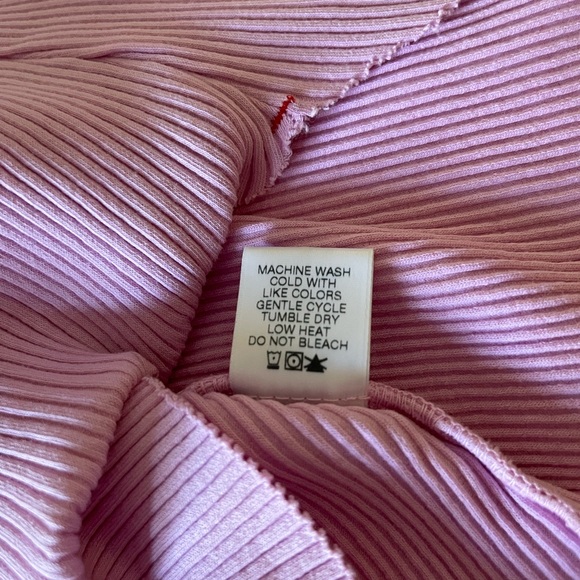 MACHINE WASH
COLD WITH
LIKE COLORS
GENTLE CYCLE
TUMBLE DRY
LOW HEAT
DO NOT BLEACH